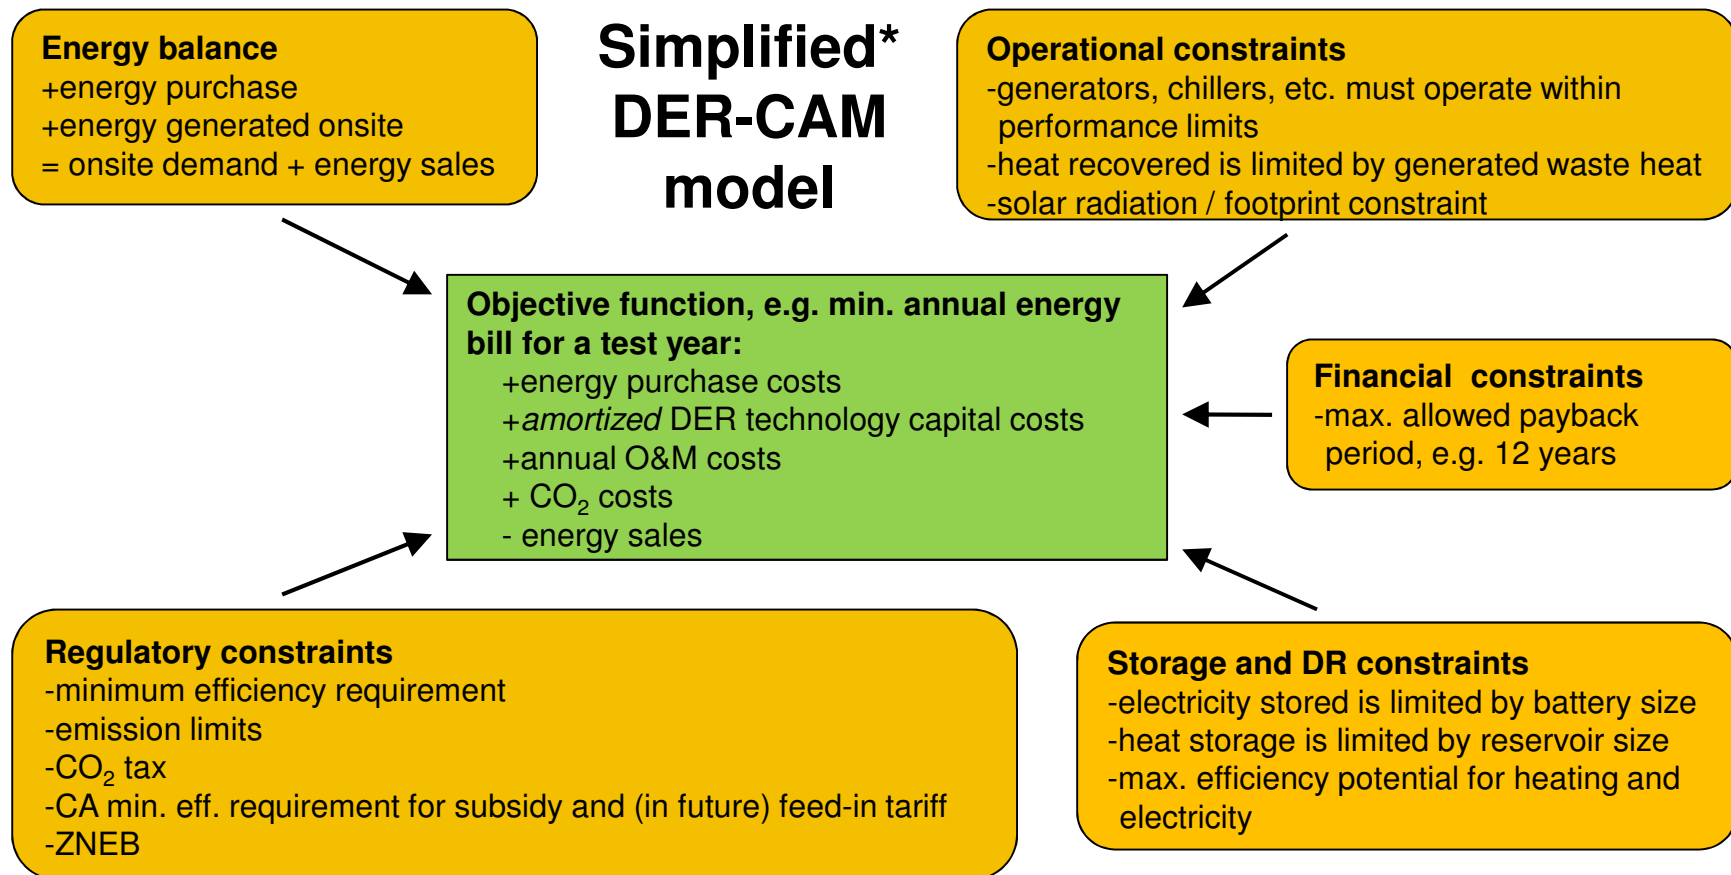 Simplified*
DER-CAM
model
Energy balance
+energy purchase
+energy generated onsite
= onsite demand + energy sales
Operational constraints
-generators, chillers, etc. must operate within
performance limits
-heat recovered is limited by generated waste heat
-solar radiation / footprint constraint
Objective function, e.g. min. annual energy
bill for a test year:
+energy purchase costs
+amortized DER technology capital costs
+annual O&M costs
+ CO₂ costs
- energy sales
Financial constraints
-max. allowed payback
period, e.g. 12 years
Regulatory constraints
-minimum efficiency requirement
-emission limits
-CO₂ tax
-CA min. eff. requirement for subsidy and (in future) feed-in tariff
-ZNEB
Storage and DR constraints
-electricity stored is limited by battery size
-heat storage is limited by reservoir size
-max. efficiency potential for heating and
electricity